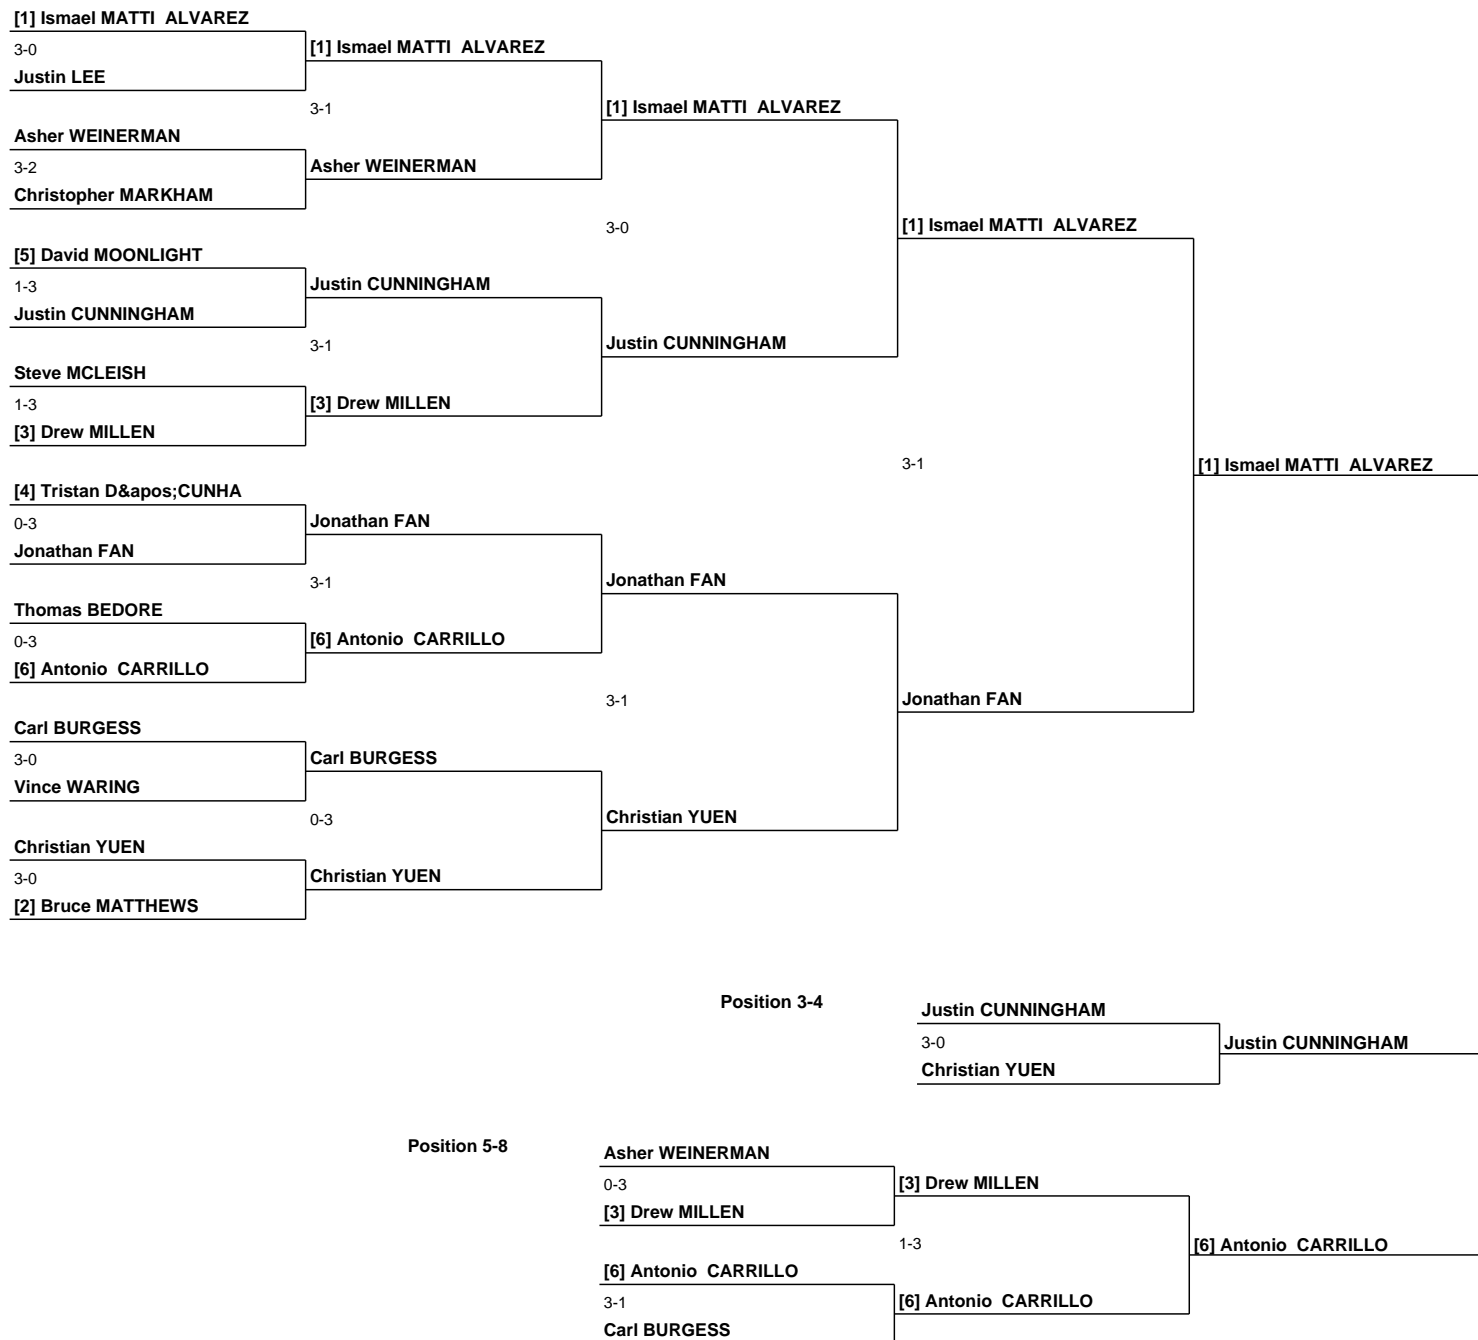 [1] Ismael MATTI  ALVAREZ
3-0
[1] Ismael MATTI  ALVAREZ
Justin LEE
3-1
[1] Ismael MATTI  ALVAREZ
Asher WEINERMAN
3-2
Asher WEINERMAN
Christopher MARKHAM
3-0
[1] Ismael MATTI  ALVAREZ
[5] David MOONLIGHT
1-3
Justin CUNNINGHAM
Justin CUNNINGHAM
3-1
Justin CUNNINGHAM
Steve MCLEISH
1-3
[3] Drew MILLEN
[3] Drew MILLEN
3-1
[1] Ismael MATTI  ALVAREZ
[4] Tristan D&apos;CUNHA
0-3
Jonathan FAN
Jonathan FAN
3-1
Jonathan FAN
Thomas BEDORE
0-3
[6] Antonio  CARRILLO
[6] Antonio  CARRILLO
3-1
Jonathan FAN
Carl BURGESS
3-0
Carl BURGESS
Vince WARING
0-3
Christian YUEN
Christian YUEN
3-0
Christian YUEN
[2] Bruce MATTHEWS
Position 3-4
Justin CUNNINGHAM
3-0
Justin CUNNINGHAM
Christian YUEN
Position 5-8
Asher WEINERMAN
0-3
[3] Drew MILLEN
[3] Drew MILLEN
1-3
[6] Antonio  CARRILLO
[6] Antonio  CARRILLO
3-1
[6] Antonio  CARRILLO
Carl BURGESS